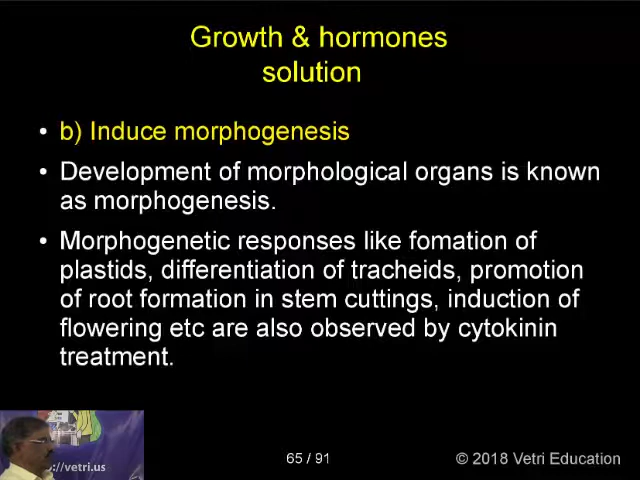 Growth & hormones
solution
• b) Induce morphogenesis
• Development of morphological organs is known
as morphogenesis.
• Morphogenetic responses like fomation of
plastids, differentiation of tracheids, promotion
of root formation in stem cuttings, induction of
flowering etc are also observed by cytokinin
treatment.
://vetri.us
65 / 91
© 2018 Vetri Education